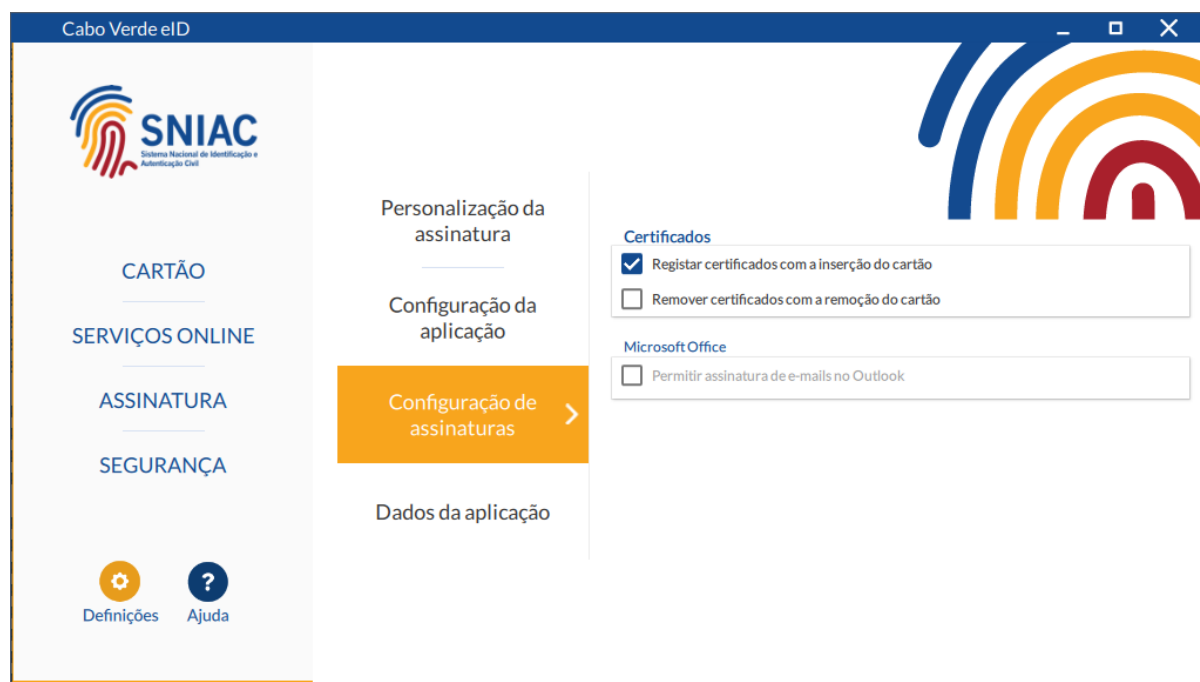 Cabo Verde eID
SNIAC
Sistema Nacional de Identificação e
Autenticação Civil
CARTÃO
SERVIÇOS ONLINE
ASSINATURA
SEGURANÇA
Definições
Ajuda
Personalização da
assinatura
Configuração da
aplicação
Configuração de
assinaturas
Dados da aplicação
Certificados
Registar certificados com a inserção do cartão
Remover certificados com a remoção do cartão
Microsoft Office
Permitir assinatura de e-mails no Outlook